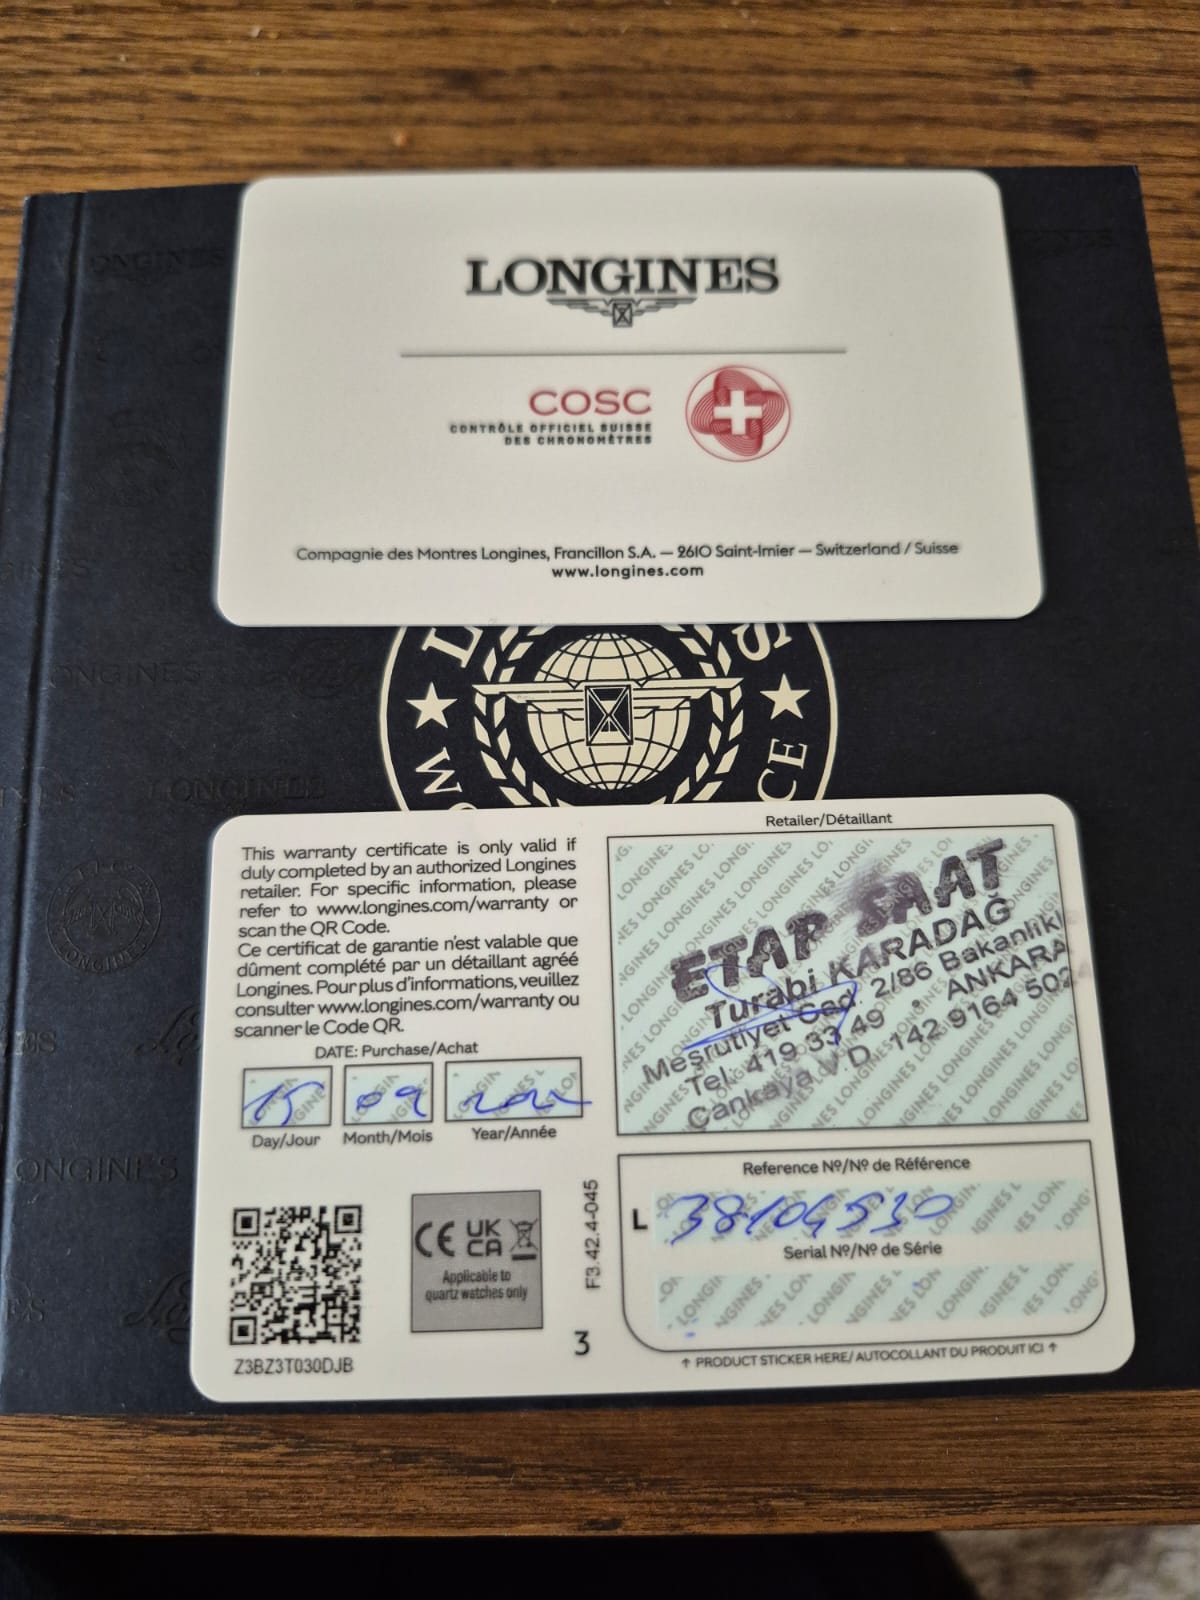 LONGINES
COSC
CONTRÔLE OFFICIEL SUISSE
DES CHRONOMÈTRES
Compagnie des Montres Longines, Francillon S.A. — 2610 Saint-Imier — Switzerland / Suisse
www.longines.com
This warranty certificate is only valid if
duly completed by an authorized Longines
retailer. For specific information, please
refer to www.longines.com/warranty or
scan the QR Code.
Ce certificat de garantie n'est valable que
dûment complété par un détaillant agréé
Longines. Pour plus d'informations, veuillez
consulter www.longines.com/warranty ou
scanner le Code QR.
DATE: Purchase/Achat
15 09
Day/Jour Month/Mois Year/Année
Z3BZ3T030DJB
CE UK CA
Applicable to
quartz watches only
F3.42.4-045
3
Retailer/Détaillant
ETAP SAAT
Turabi KARADAĞ
Meşrutiyet Cad. 2/86 Bakanlıkl
Tel: 419 33 49 . ANKARA
Çankaya V.D. 142 9164 502
Reference Nº/Nº de Référence
L 38104530
Serial Nº/Nº de Série
↑ PRODUCT STICKER HERE/ AUTOCOLLANT DU PRODUIT ICI ↑